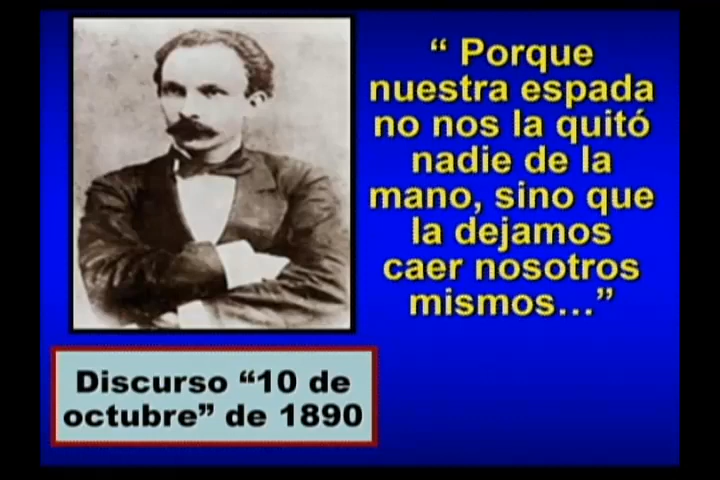 “ Porque
nuestra espada
no nos la quitó
nadie de la
mano, sino que
la dejamos
caer nosotros
mismos...”
Discurso “10 de
octubre” de 1890